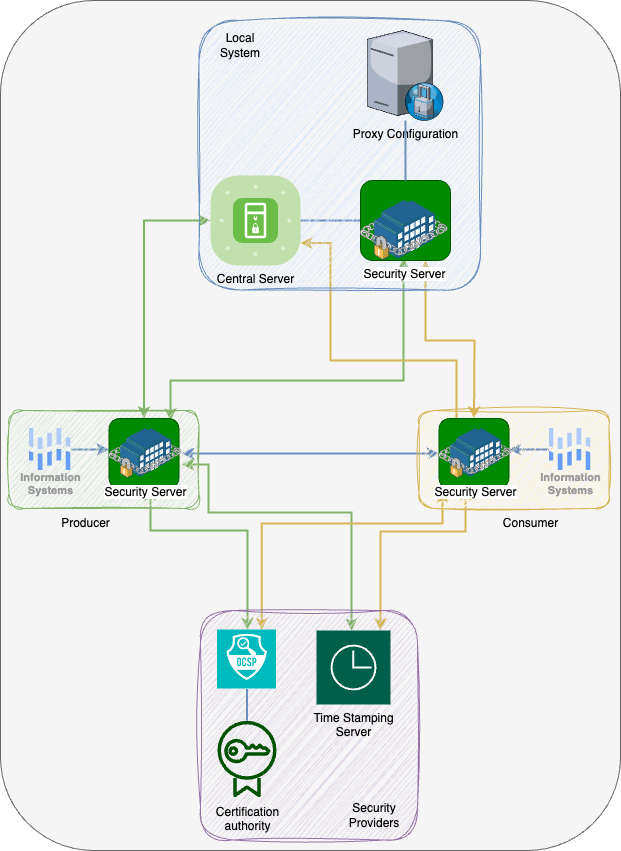 Local
System
Proxy Configuration
Central Server
Security Server
Information
Systems
Security Server
Producer
Security Server
Information
Systems
Consumer
OCSP
Time Stamping
Server
Certification
authority
Security
Providers